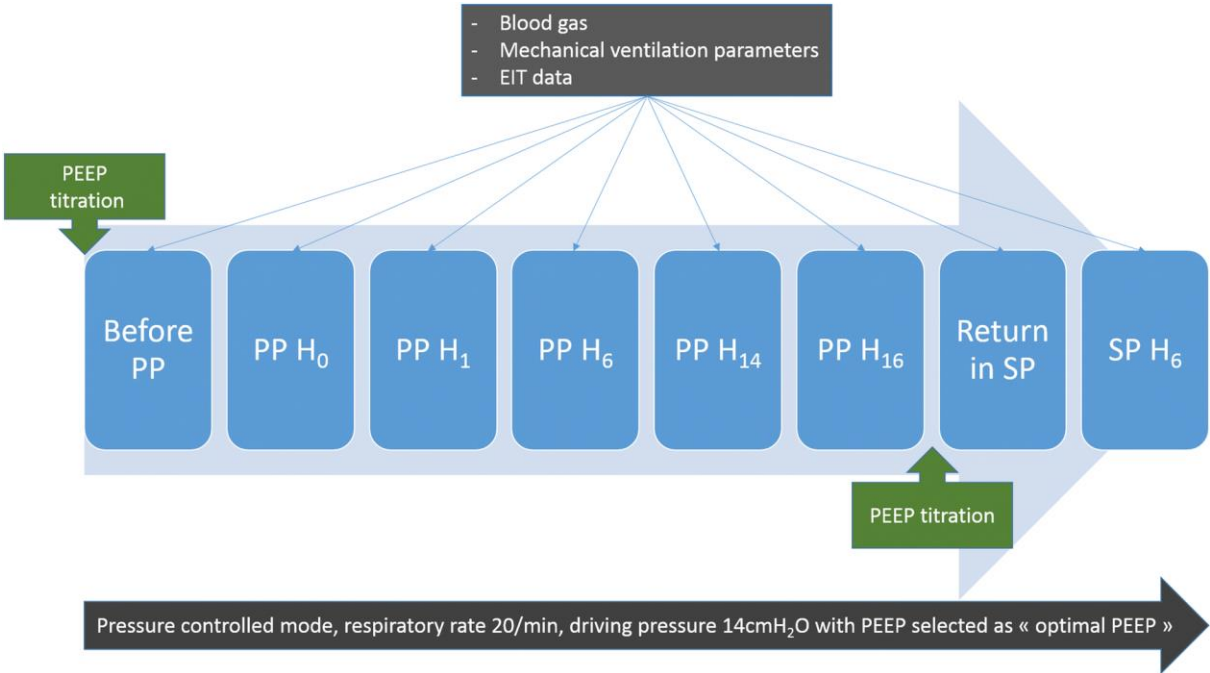 - Blood gas
- Mechanical ventilation parameters
- EIT data
PEEP
titration
Before
PP
PP H₀
PP H₁
PP H₆
PP H₁₄
PP H₁₆
Return
in SP
SP H₆
PEEP titration
Pressure controlled mode, respiratory rate 20/min, driving pressure 14cmH₂O with PEEP selected as « optimal PEEP »